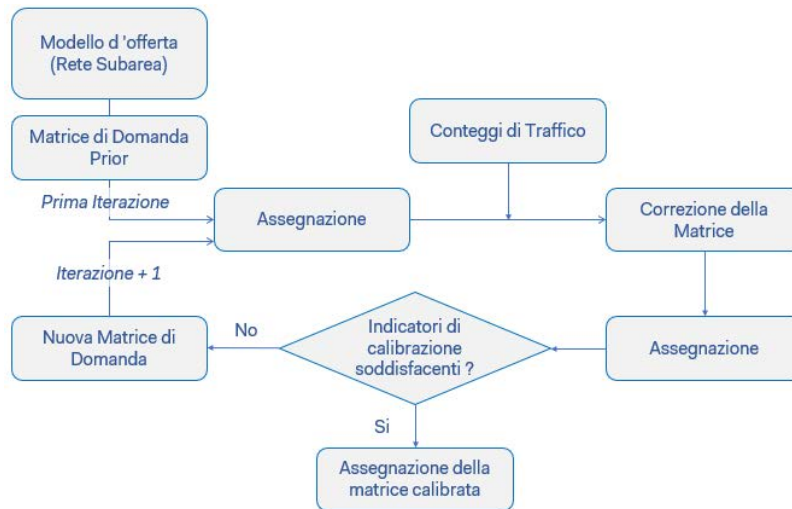 Modello d 'offerta
(Rete Subarea)
Matrice di Domanda
Prior
Conteggi di Traffico
Prima Iterazione
Assegnazione
Correzione della
Matrice
Iterazione + 1
Nuova Matrice di
Domanda
No
Indicatori di
calibrazione
soddisfacenti ?
Assegnazione
Si
Assegnazione della
matrice calibrata